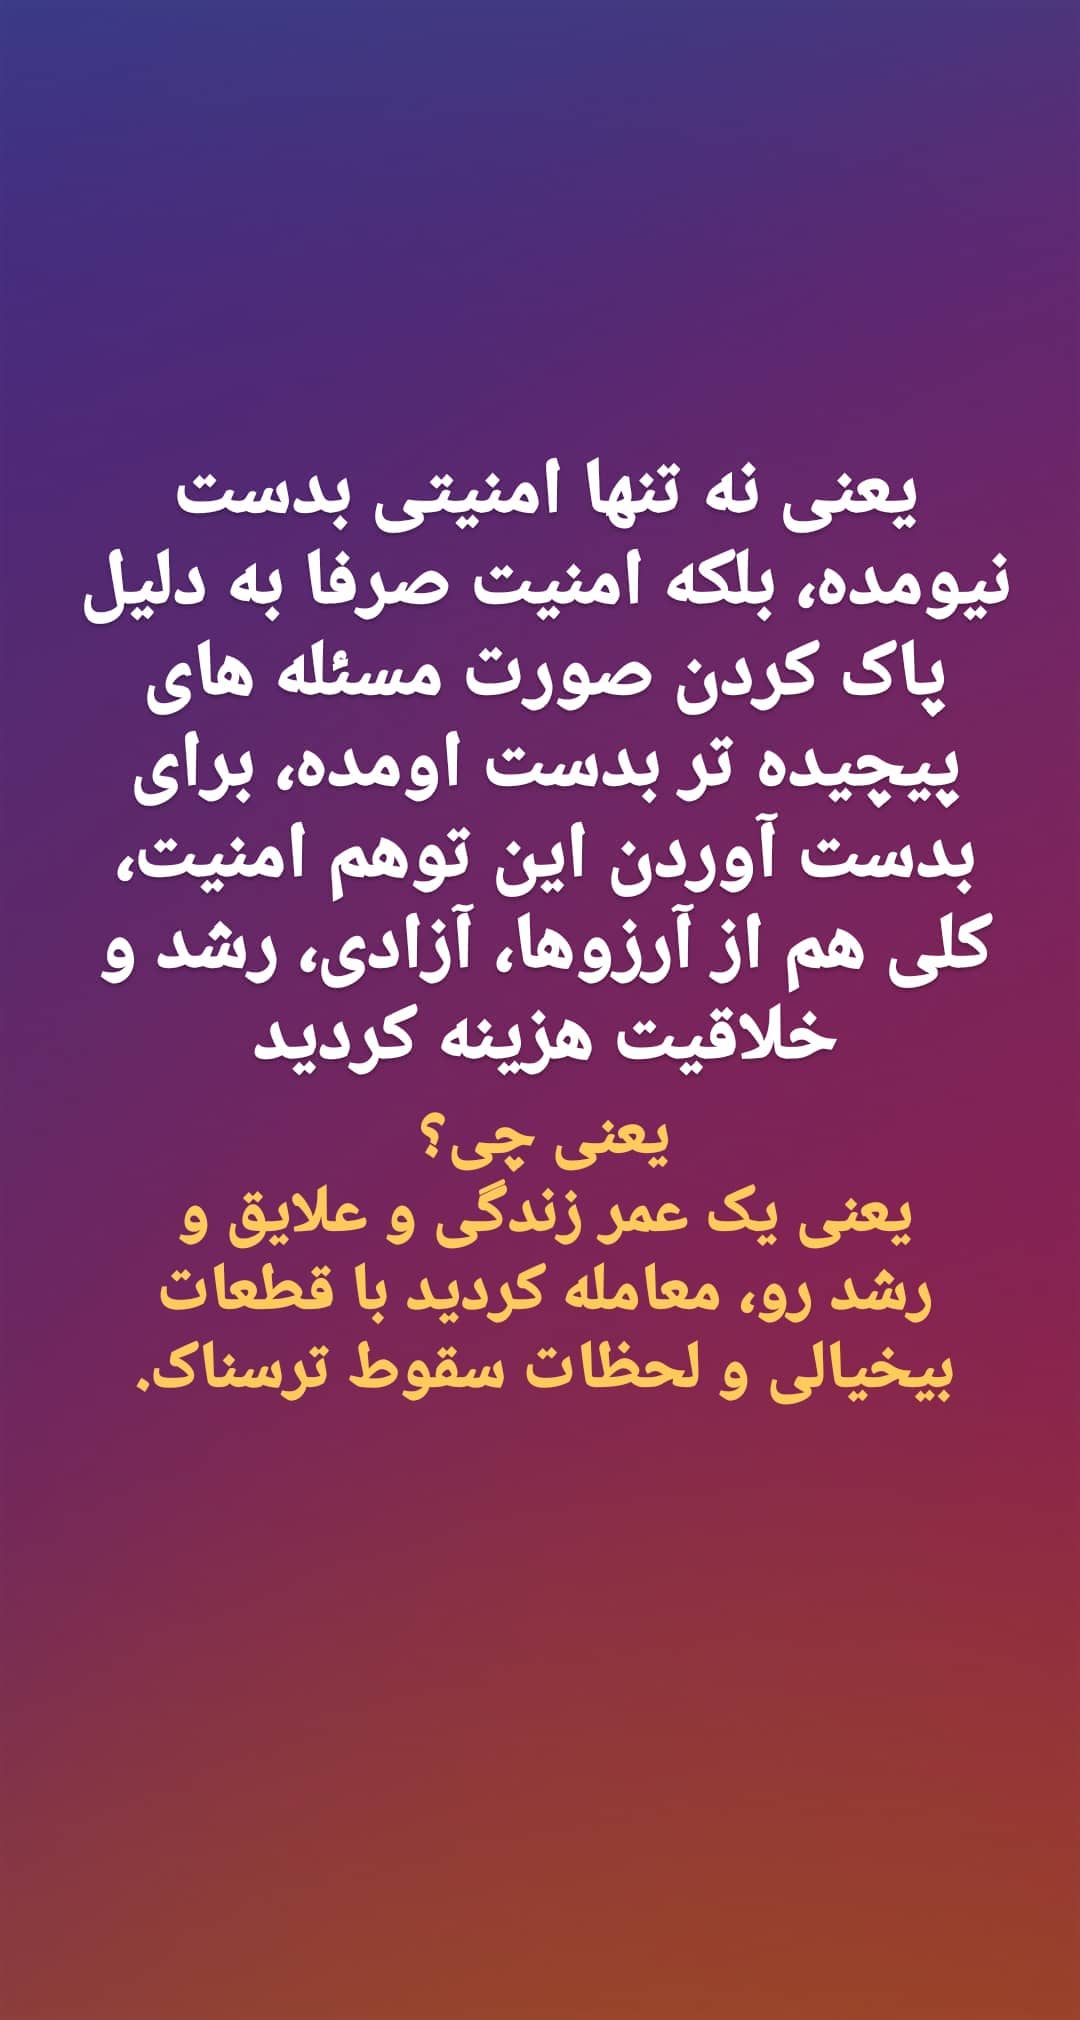 یعنی نه تنها امنیتی بدست
نیومده، بلکه امنیت صرفا به دلیل
پاک کردن صورت مسئله های
پیچیده تر بدست اومده، برای
بدست آوردن این توهم امنیت،
کلی هم از آرزوها، آزادی، رشد و
خلاقیت هزینه کردید
یعنی چی؟
یعنی یک عمر زندگی و علایق و
رشد رو، معامله کردید با قطعات
بیخیالی و لحظات سقوط ترسناک.